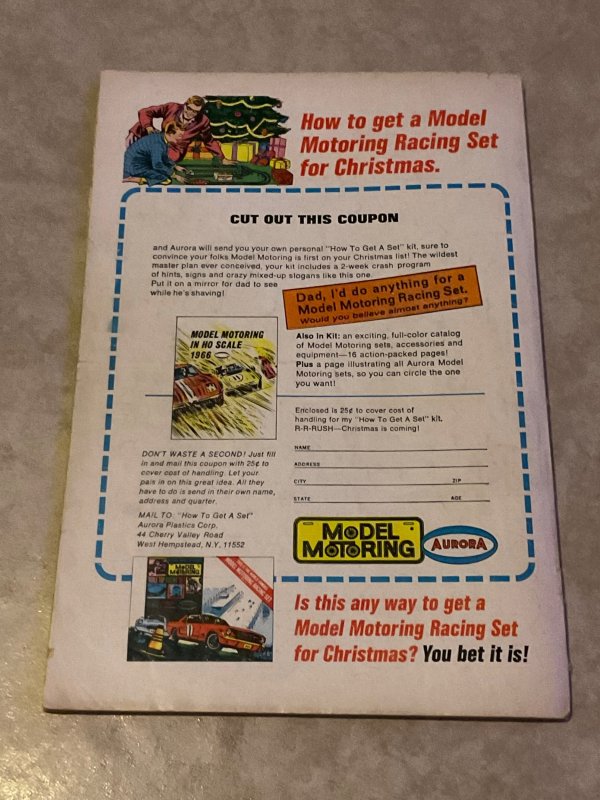 How to get a Model
Motoring Racing Set
for Christmas.
CUT OUT THIS COUPON
and Aurora will send you your own personal "How To Get A Set" kit, sure to
convince your folks Model Motoring is first on your Christmas list! The wildest
master plan ever conceived, your kit includes a 2-week crash program
of hints, signs and crazy mixed-up slogans like this one.
Put it on a mirror for dad to see
while he's shaving!
Dad, I'd do anything for a
Model Motoring Racing Set.
Would you believe almost anything?
MODEL MOTORING
IN HO SCALE
1966
Also in Kit: an exciting, full-color catalog
of Model Motoring sets, accessories and
equipment—16 action-packed pages!
Plus a page illustrating all Aurora Model
Motoring sets, so you can circle the one
you want!
Enclosed is 25¢ to cover cost of
handling for my "How To Get A Set" kit.
R-R-RUSH—Christmas is coming!
NAME
ADDRESS
CITY ZIP
STATE AGE
DON'T WASTE A SECOND! Just fill
in and mail this coupon with 25¢ to
cover cost of handling. Let your
pals in on this great idea. All they
have to do is send in their own name,
address and quarter.
MAIL TO: "How To Get A Set"
Aurora Plastics Corp.
44 Cherry Valley Road
West Hempstead, N.Y. 11552
MODEL
MOTORING
AURORA
MODEL
MOTORING
MODEL MOTORING RACING SET
Is this any way to get a
Model Motoring Racing Set
for Christmas? You bet it is!